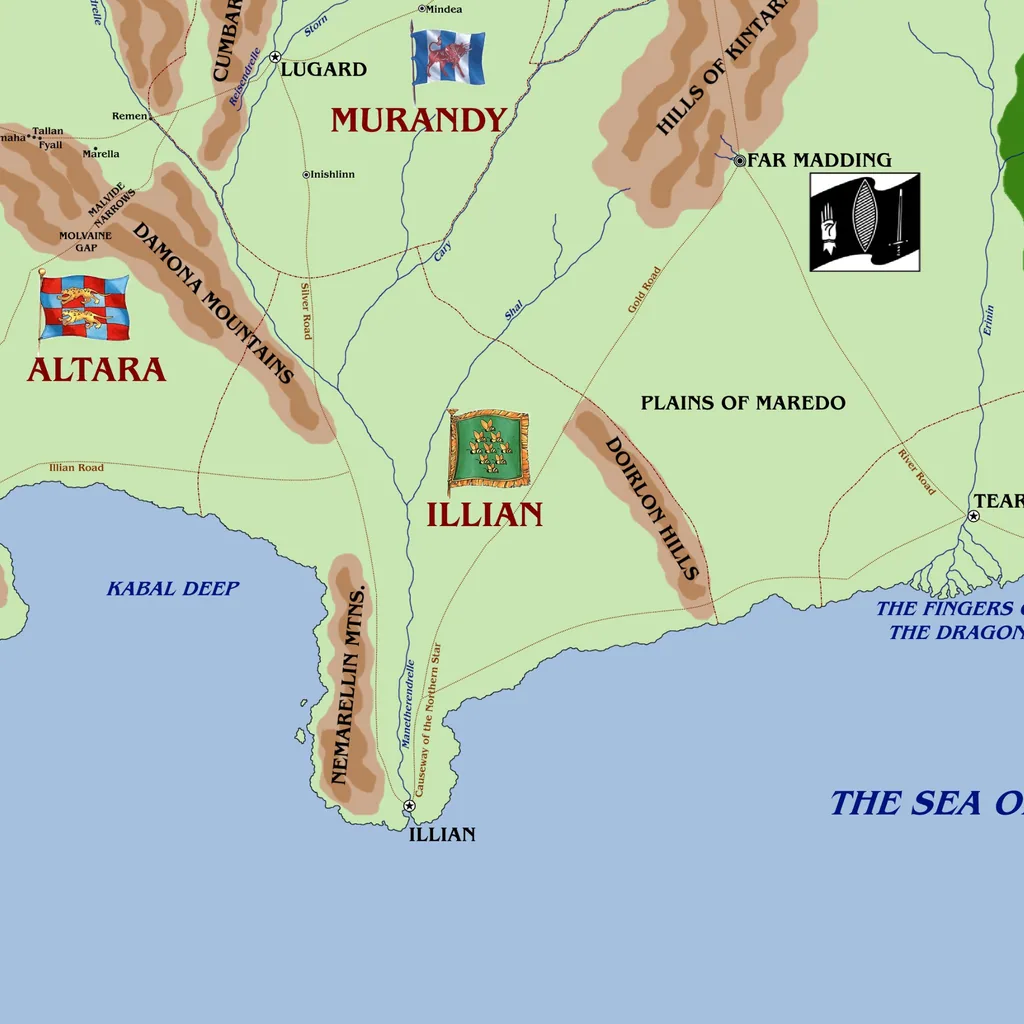 Mindea
Storn
CUMBAR
LUGARD
Reisendrelle
MURANDY
HILLS OF KINTARA
Remen
Tallan
Fyall
Marella
FAR MADDING
Inishlinn
MALVIDE
NARROWS
MOLVAINE
GAP
DAMONA MOUNTAINS
Cary
Silver Road
Shal
Gold Road
Erinin
ALTARA
PLAINS OF MAREDO
Illian Road
DOIRLON HILLS
River Road
ILLIAN
TEAR
KABAL DEEP
THE FINGERS
THE DRAGON
NEMARELLIN MTNS.
Manetherendrelle
Causeway of the Northern Star
THE SEA O
ILLIAN